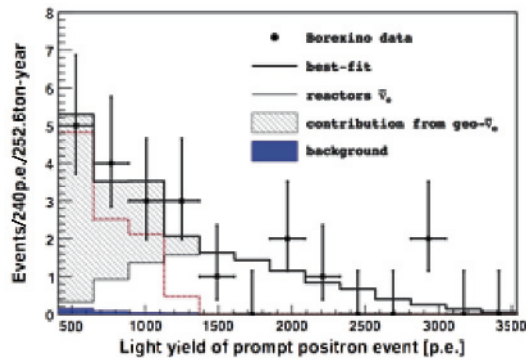 Events/240p.e./252.6ton-year
8
7
6
5
4
3
2
1
0
Borexino data
best-fit
reactors ν̄e
contribution from geo-ν̄e
background
500 1000 1500 2000 2500 3000 3500
Light yield of prompt positron event [p.e.]